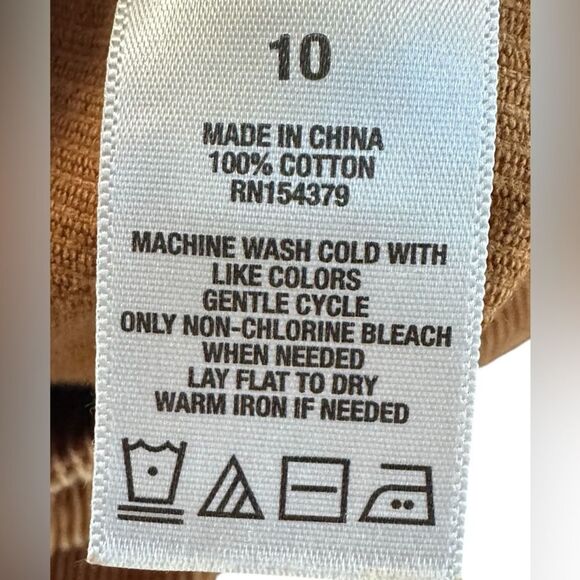 10
MADE IN CHINA
100% COTTON
RN154379
MACHINE WASH COLD WITH
LIKE COLORS
GENTLE CYCLE
ONLY NON-CHLORINE BLEACH
WHEN NEEDED
LAY FLAT TO DRY
WARM IRON IF NEEDED